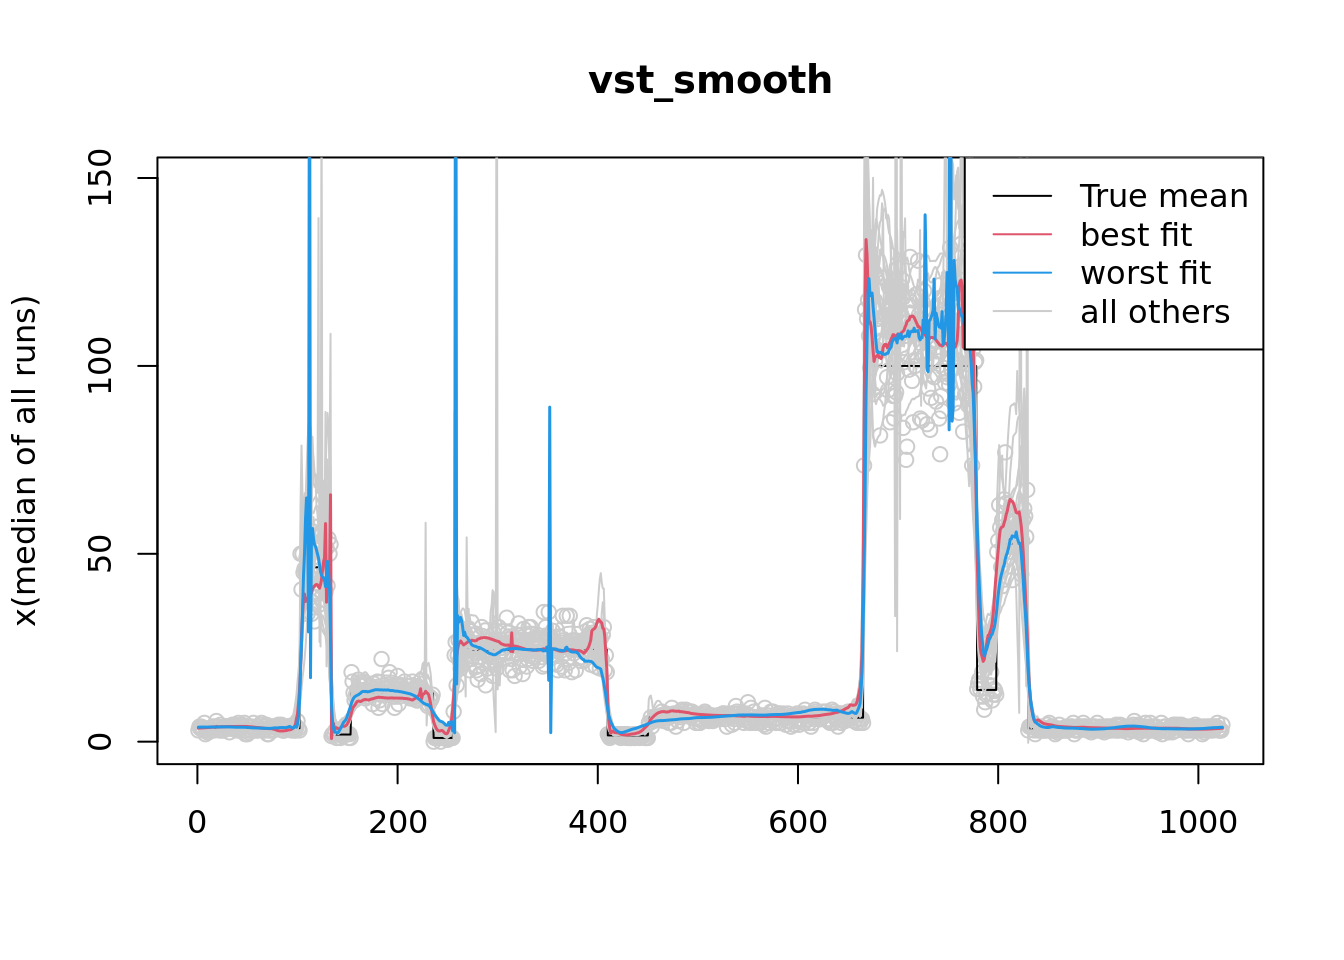 vst_smooth
x(median of all runs)
150
100
50
0
True mean
best fit
worst fit
all others
0 200 400 600 800 1000